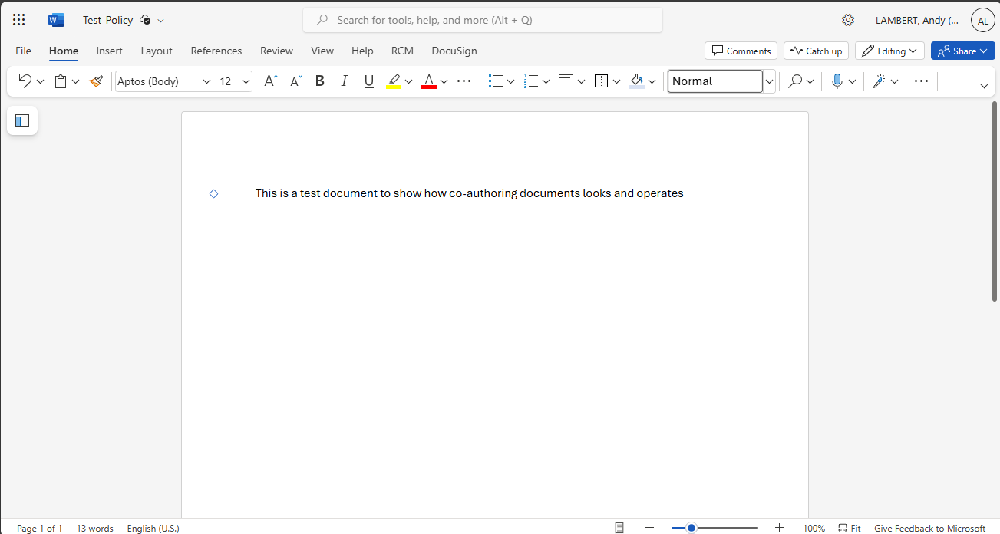 Test-Policy
Search for tools, help, and more (Alt + Q)
LAMBERT, Andy (...
AL
File Home Insert Layout References Review View Help RCM DocuSign
Comments Catch up Editing Share
Aptos (Body) 12 A A B I U A Normal
This is a test document to show how co-authoring documents looks and operates
Page 1 of 1 13 words English (U.S.) 100% Fit Give Feedback to Microsoft